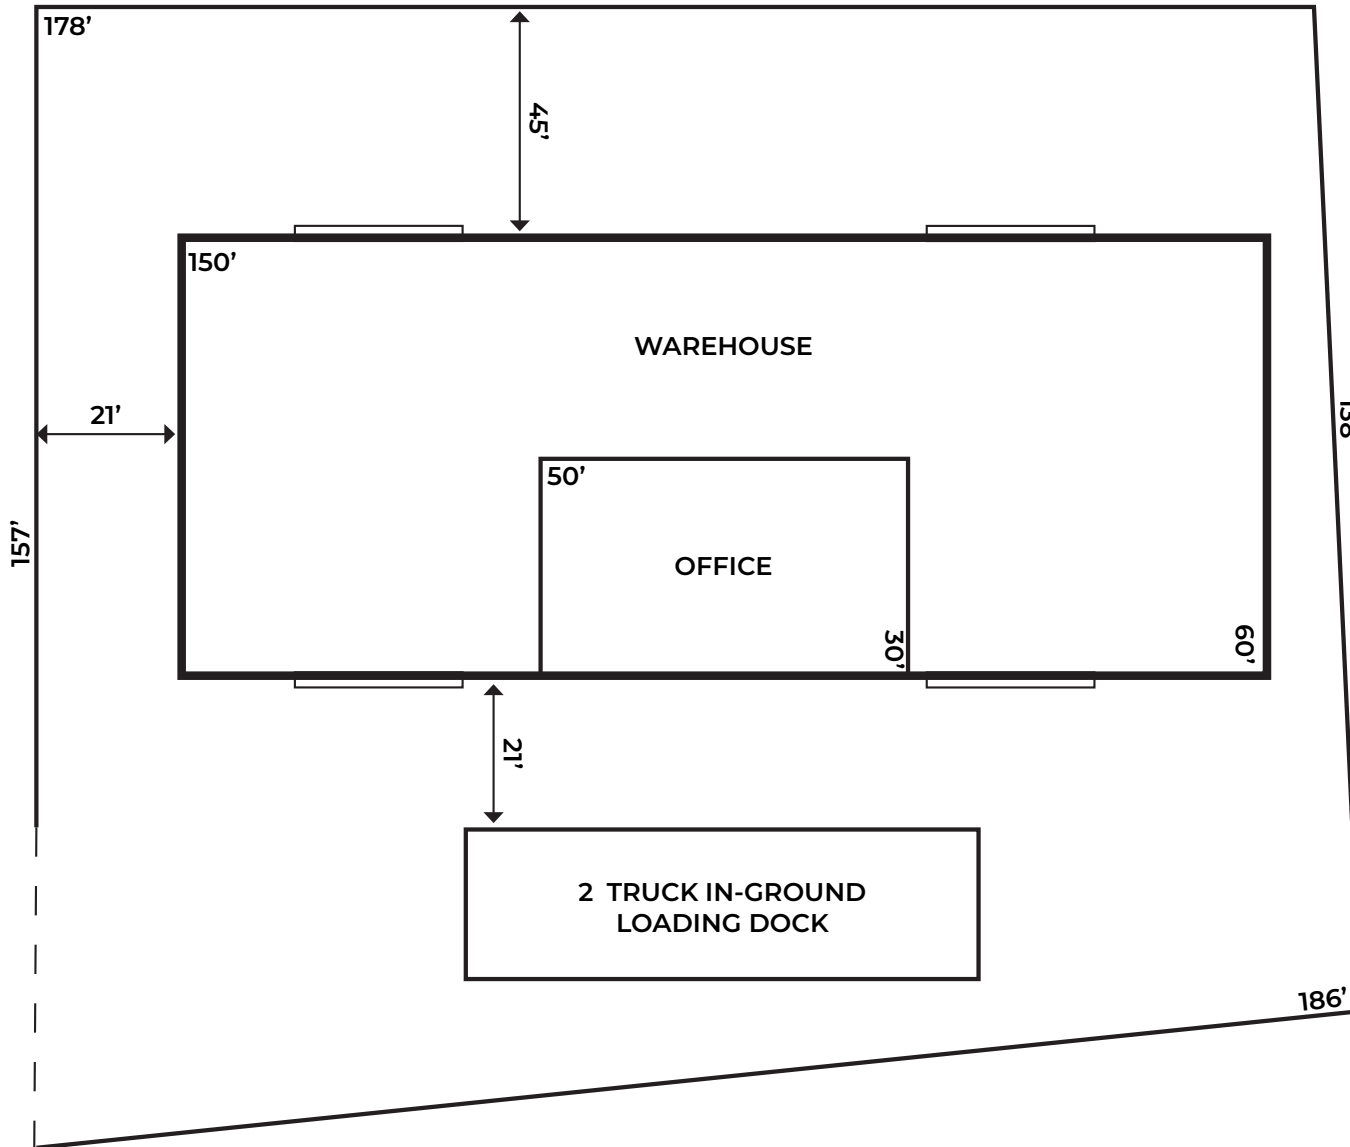 178’
45’
150’
WAREHOUSE
21’
50’
157’
OFFICE
30’
60’
21’
2 TRUCK IN-GROUND
LOADING DOCK
186’